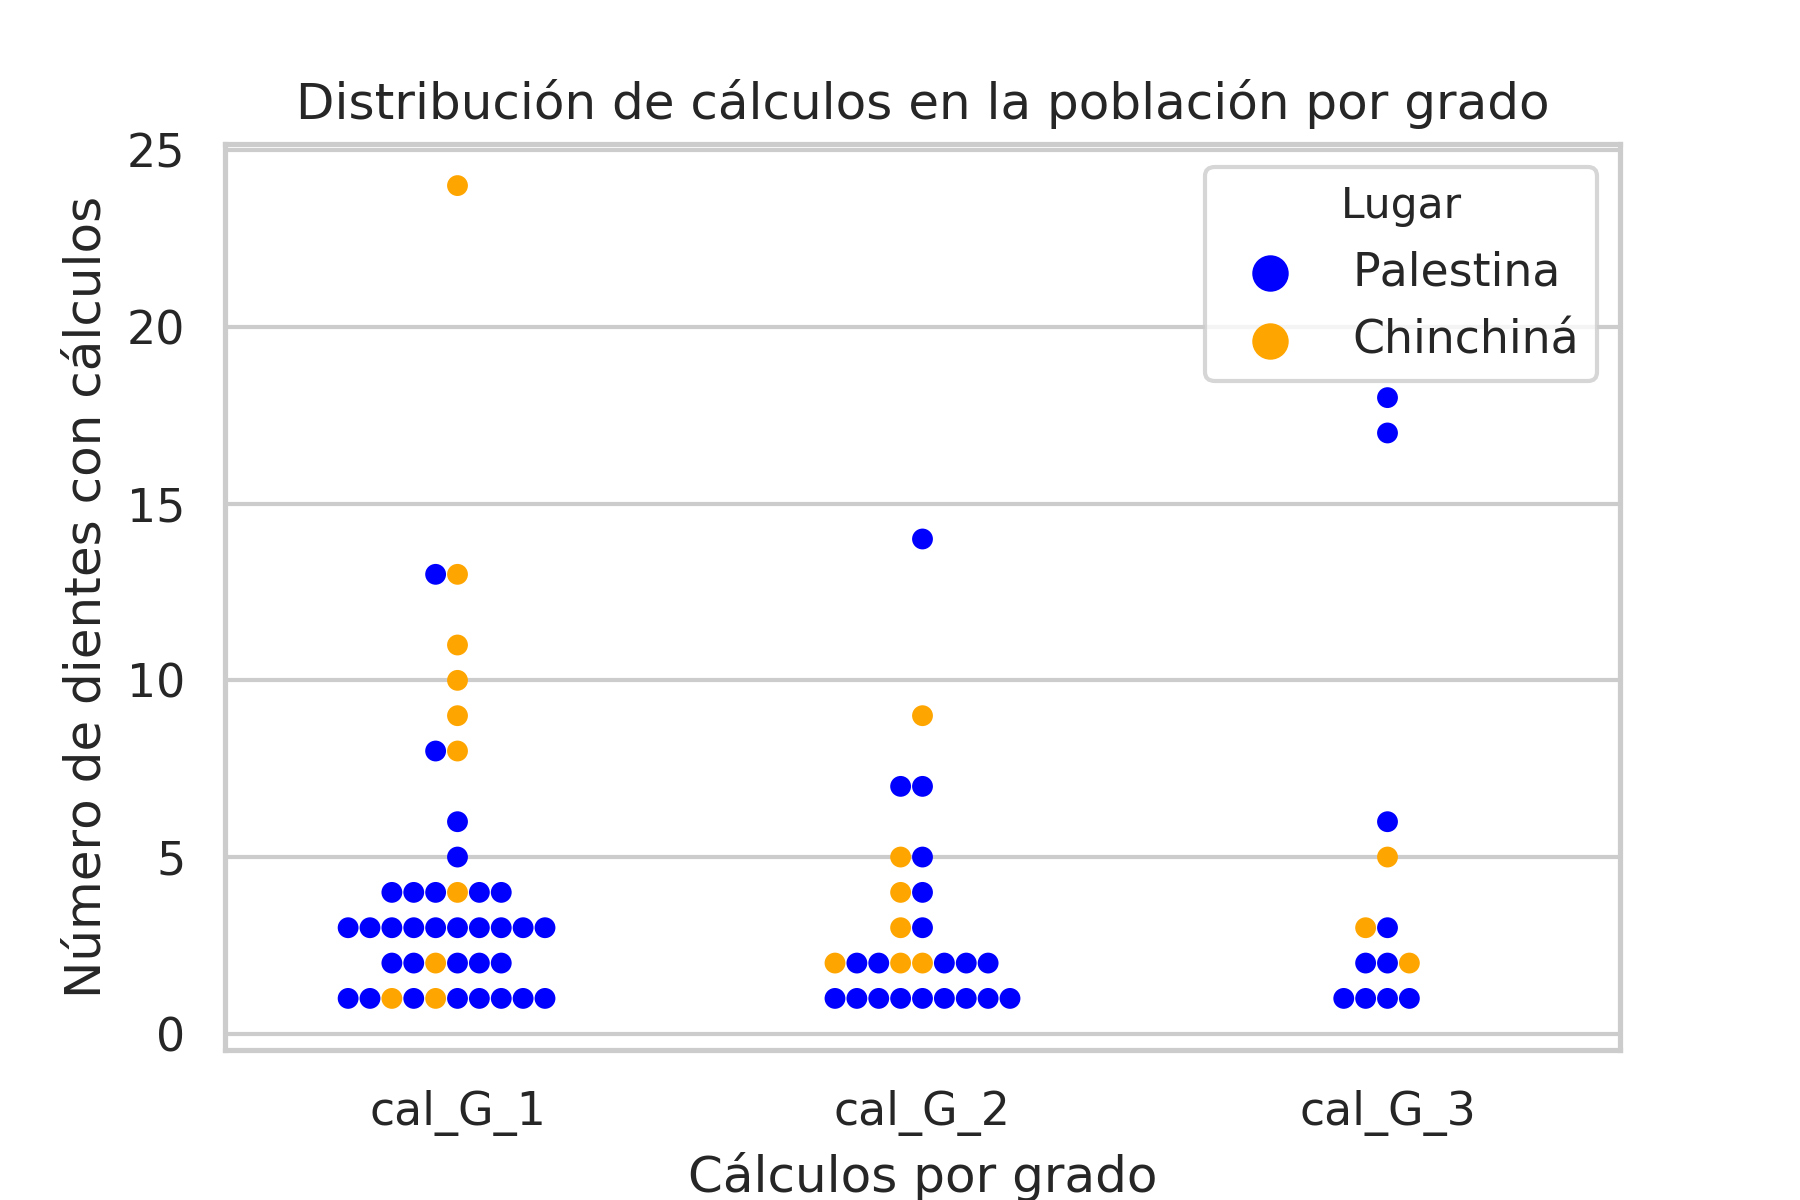 Distribución de cálculos en la población por grado
Número de dientes con cálculos
25
20
15
10
5
0
Lugar
Palestina
Chinchiná
cal_G_1
cal_G_2
cal_G_3
Cálculos por grado